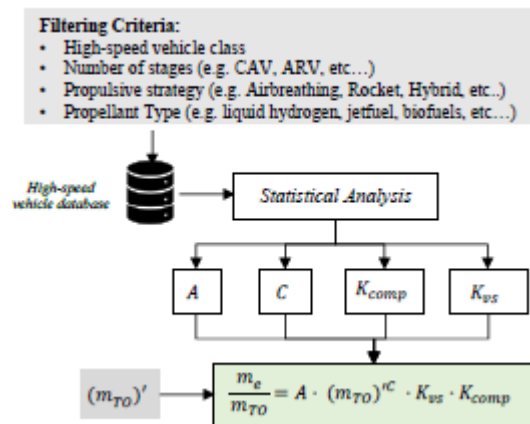 Filtering Criteria:
• High-speed vehicle class
• Number of stages (e.g. CAV, ARV, etc…)
• Propulsive strategy (e.g. Airbreathing, Rocket, Hybrid, etc..)
• Propellant Type (e.g. liquid hydrogen, jetfuel, biofuels, etc…)
High-speed
vehicle database
Statistical Analysis
A C K_comp K_vs
(m_TO)′ m_e/m_TO = A · (m_TO)′^C · K_vs · K_comp